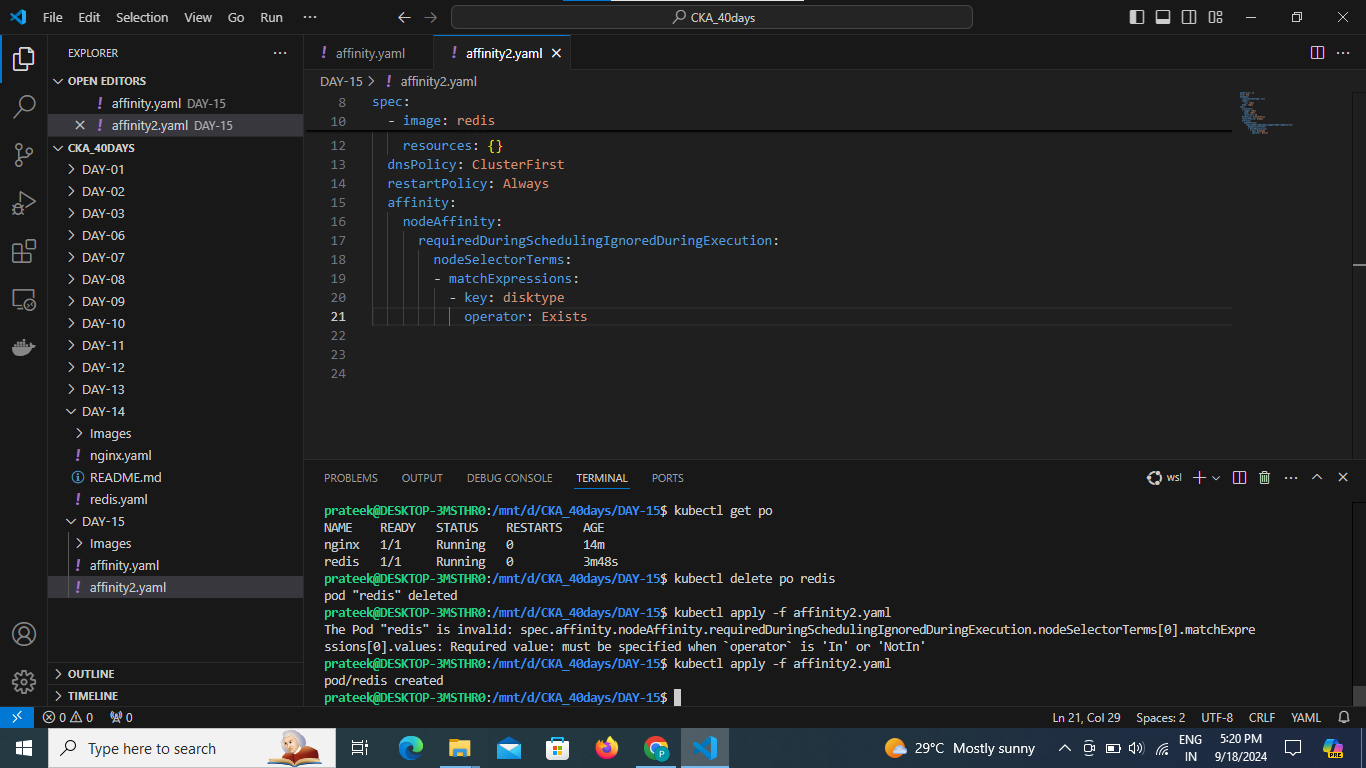 File Edit Selection View Go Run ··· CKA_40days
EXPLORER ···
OPEN EDITORS
affinity.yaml DAY-15
affinity2.yaml DAY-15
CKA_40DAYS
DAY-01
DAY-02
DAY-03
DAY-06
DAY-07
DAY-08
DAY-09
DAY-10
DAY-11
DAY-12
DAY-13
DAY-14
Images
nginx.yaml
README.md
redis.yaml
DAY-15
Images
affinity.yaml
affinity2.yaml
OUTLINE
TIMELINE
! affinity.yaml ! affinity2.yaml
DAY-15 > ! affinity2.yaml
8 spec:
10 - image: redis
12 resources: {}
13 dnsPolicy: ClusterFirst
14 restartPolicy: Always
15 affinity:
16 nodeAffinity:
17 requiredDuringSchedulingIgnoredDuringExecution:
18 nodeSelectorTerms:
19 - matchExpressions:
20 - key: disktype
21 operator: Exists
22
23
24
PROBLEMS OUTPUT DEBUG CONSOLE TERMINAL PORTS wsl
prateek@DESKTOP-3MSTHR0:/mnt/d/CKA_40days/DAY-15$ kubectl get po
NAME READY STATUS RESTARTS AGE
nginx 1/1 Running 0 14m
redis 1/1 Running 0 3m48s
prateek@DESKTOP-3MSTHR0:/mnt/d/CKA_40days/DAY-15$ kubectl delete po redis
pod "redis" deleted
prateek@DESKTOP-3MSTHR0:/mnt/d/CKA_40days/DAY-15$ kubectl apply -f affinity2.yaml
The Pod "redis" is invalid: spec.affinity.nodeAffinity.requiredDuringSchedulingIgnoredDuringExecution.nodeSelectorTerms[0].matchExpre
ssions[0].values: Required value: must be specified when `operator` is 'In' or 'NotIn'
prateek@DESKTOP-3MSTHR0:/mnt/d/CKA_40days/DAY-15$ kubectl apply -f affinity2.yaml
pod/redis created
prateek@DESKTOP-3MSTHR0:/mnt/d/CKA_40days/DAY-15$
0 0 0 Ln 21, Col 29 Spaces: 2 UTF-8 CRLF YAML
Type here to search 29°C Mostly sunny ENG 5:20 PM
IN 9/18/2024